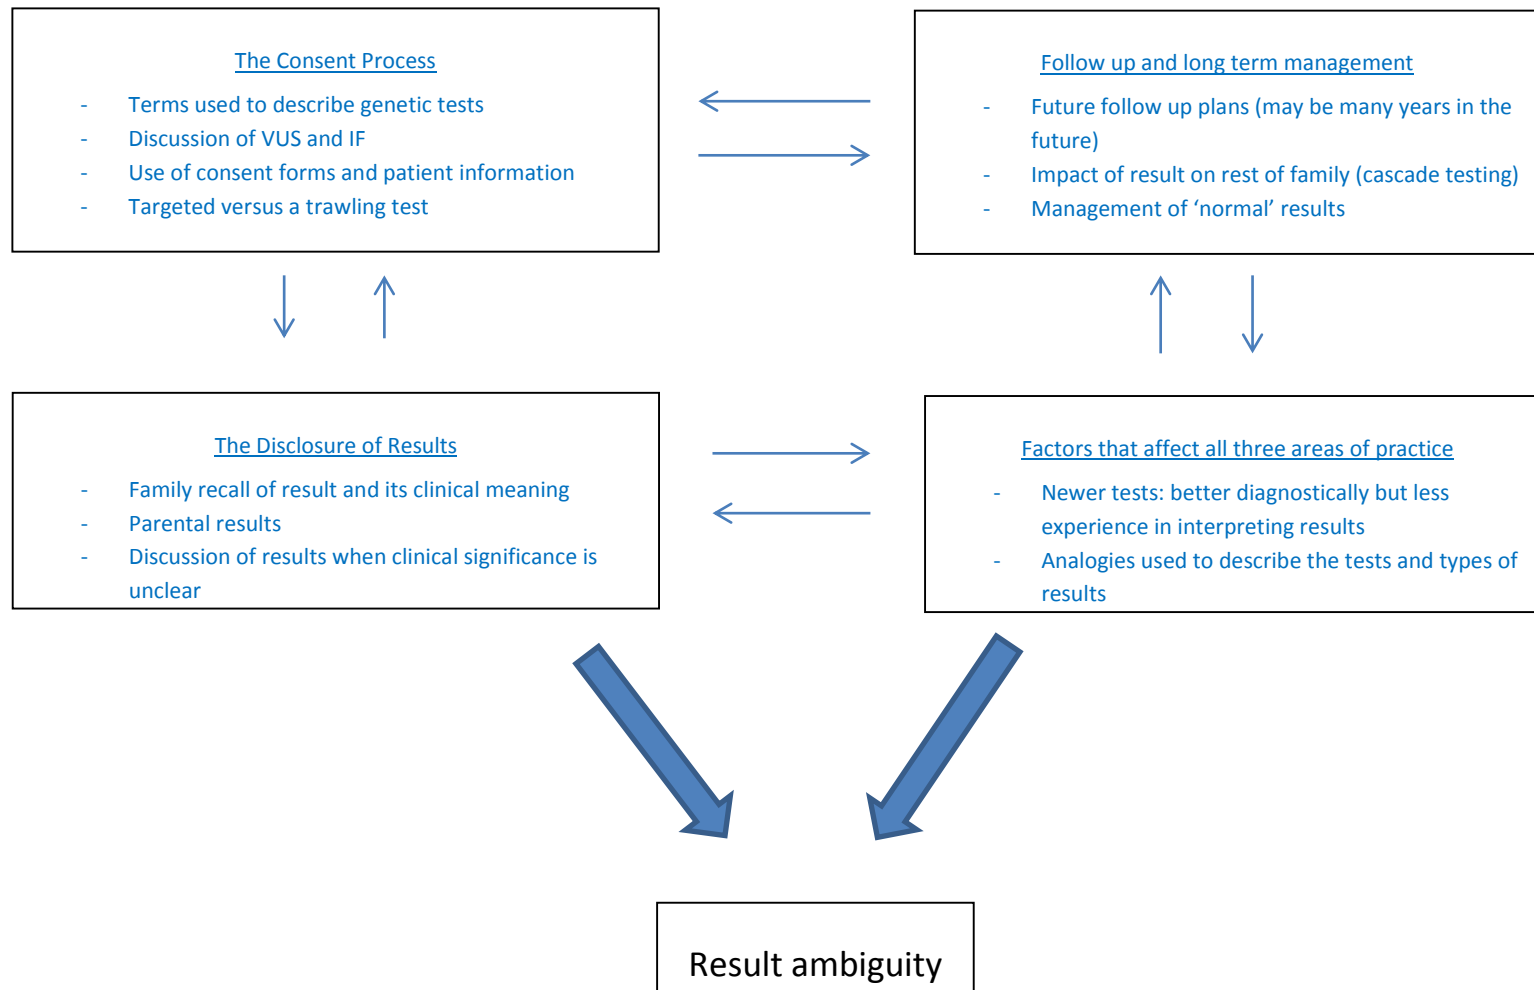 The Consent Process
- Terms used to describe genetic tests
- Discussion of VUS and IF
- Use of consent forms and patient information
- Targeted versus a trawling test
Follow up and long term management
- Future follow up plans (may be many years in the
future)
- Impact of result on rest of family (cascade testing)
- Management of ‘normal’ results
The Disclosure of Results
- Family recall of result and its clinical meaning
- Parental results
- Discussion of results when clinical significance is
unclear
Factors that affect all three areas of practice
- Newer tests: better diagnostically but less
experience in interpreting results
- Analogies used to describe the tests and types of
results
Result ambiguity